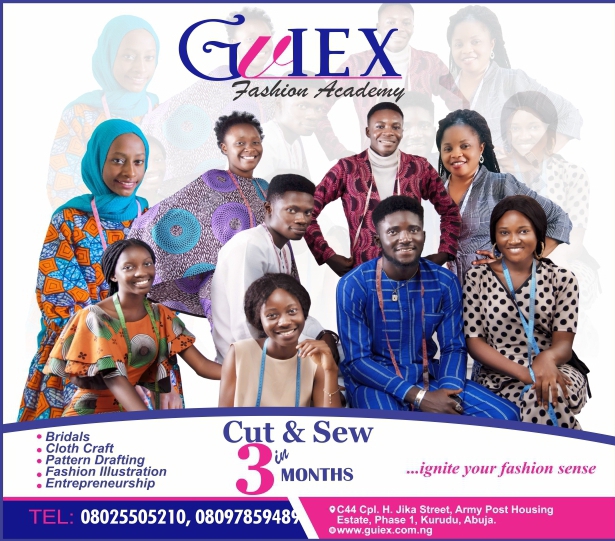 GuIEX
Fashion Academy
• Bridals
• Cloth Craft
• Pattern Drafting
• Fashion Illustration
• Entrepreneurship
Cut & Sew
3 in MONTHS
...ignite your fashion sense
TEL: 08025505210, 08097859489
C44 Cpl. H. Jika Street, Army Post Housing
Estate, Phase 1, Kurudu, Abuja.
www.guiex.com.ng